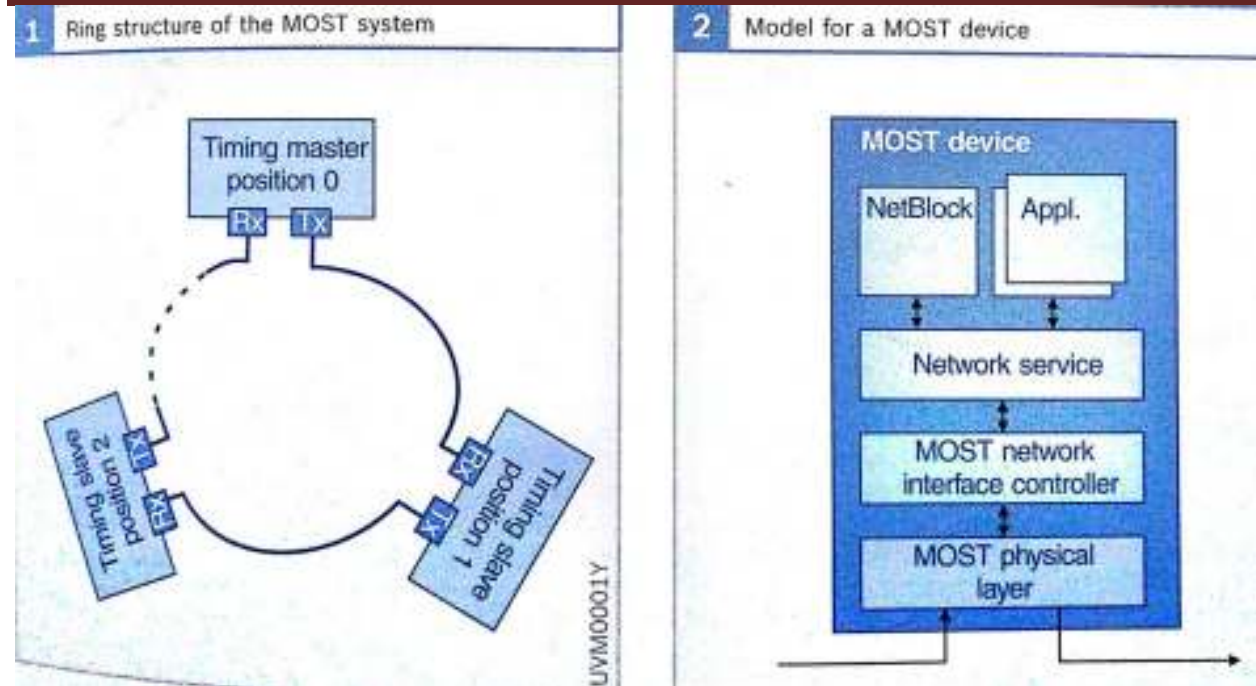 1 Ring structure of the MOST system
Timing master
position 0
Rx Tx
Rx
Tx
Timing slave
position 1
Tx
Rx
Timing slave
position 2
UVM0001Y
2 Model for a MOST device
MOST device
NetBlock
Appl.
Network service
MOST network
interface controller
MOST physical
layer